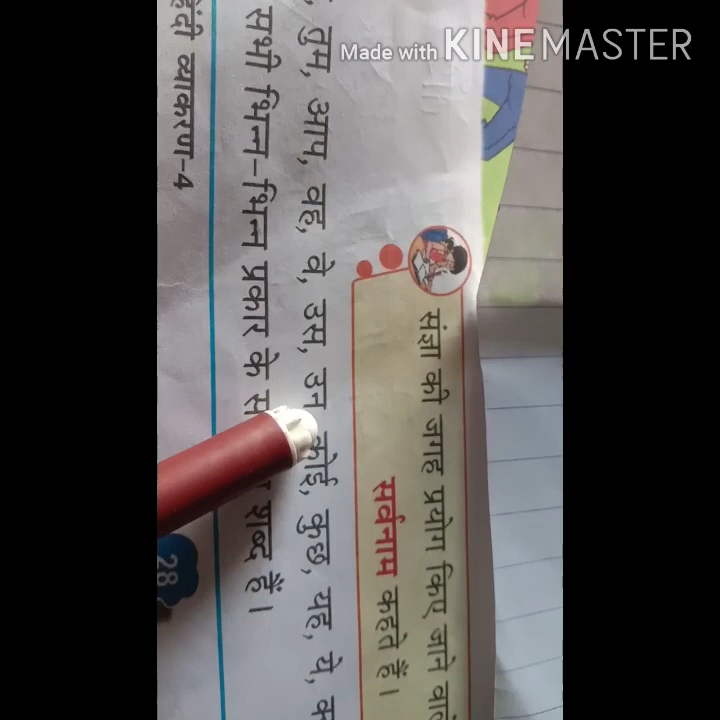 Made with KINEMASTER
संज्ञा की जगह प्रयोग किए जाने
सर्वनाम कहते हैं।
तुम, आप, वह, वे, उस, उन कोई, कुछ, यह, ये,
सभी भिन्न-भिन्न प्रकार के शब्द हैं।
हिंदी व्याकरण-4
28